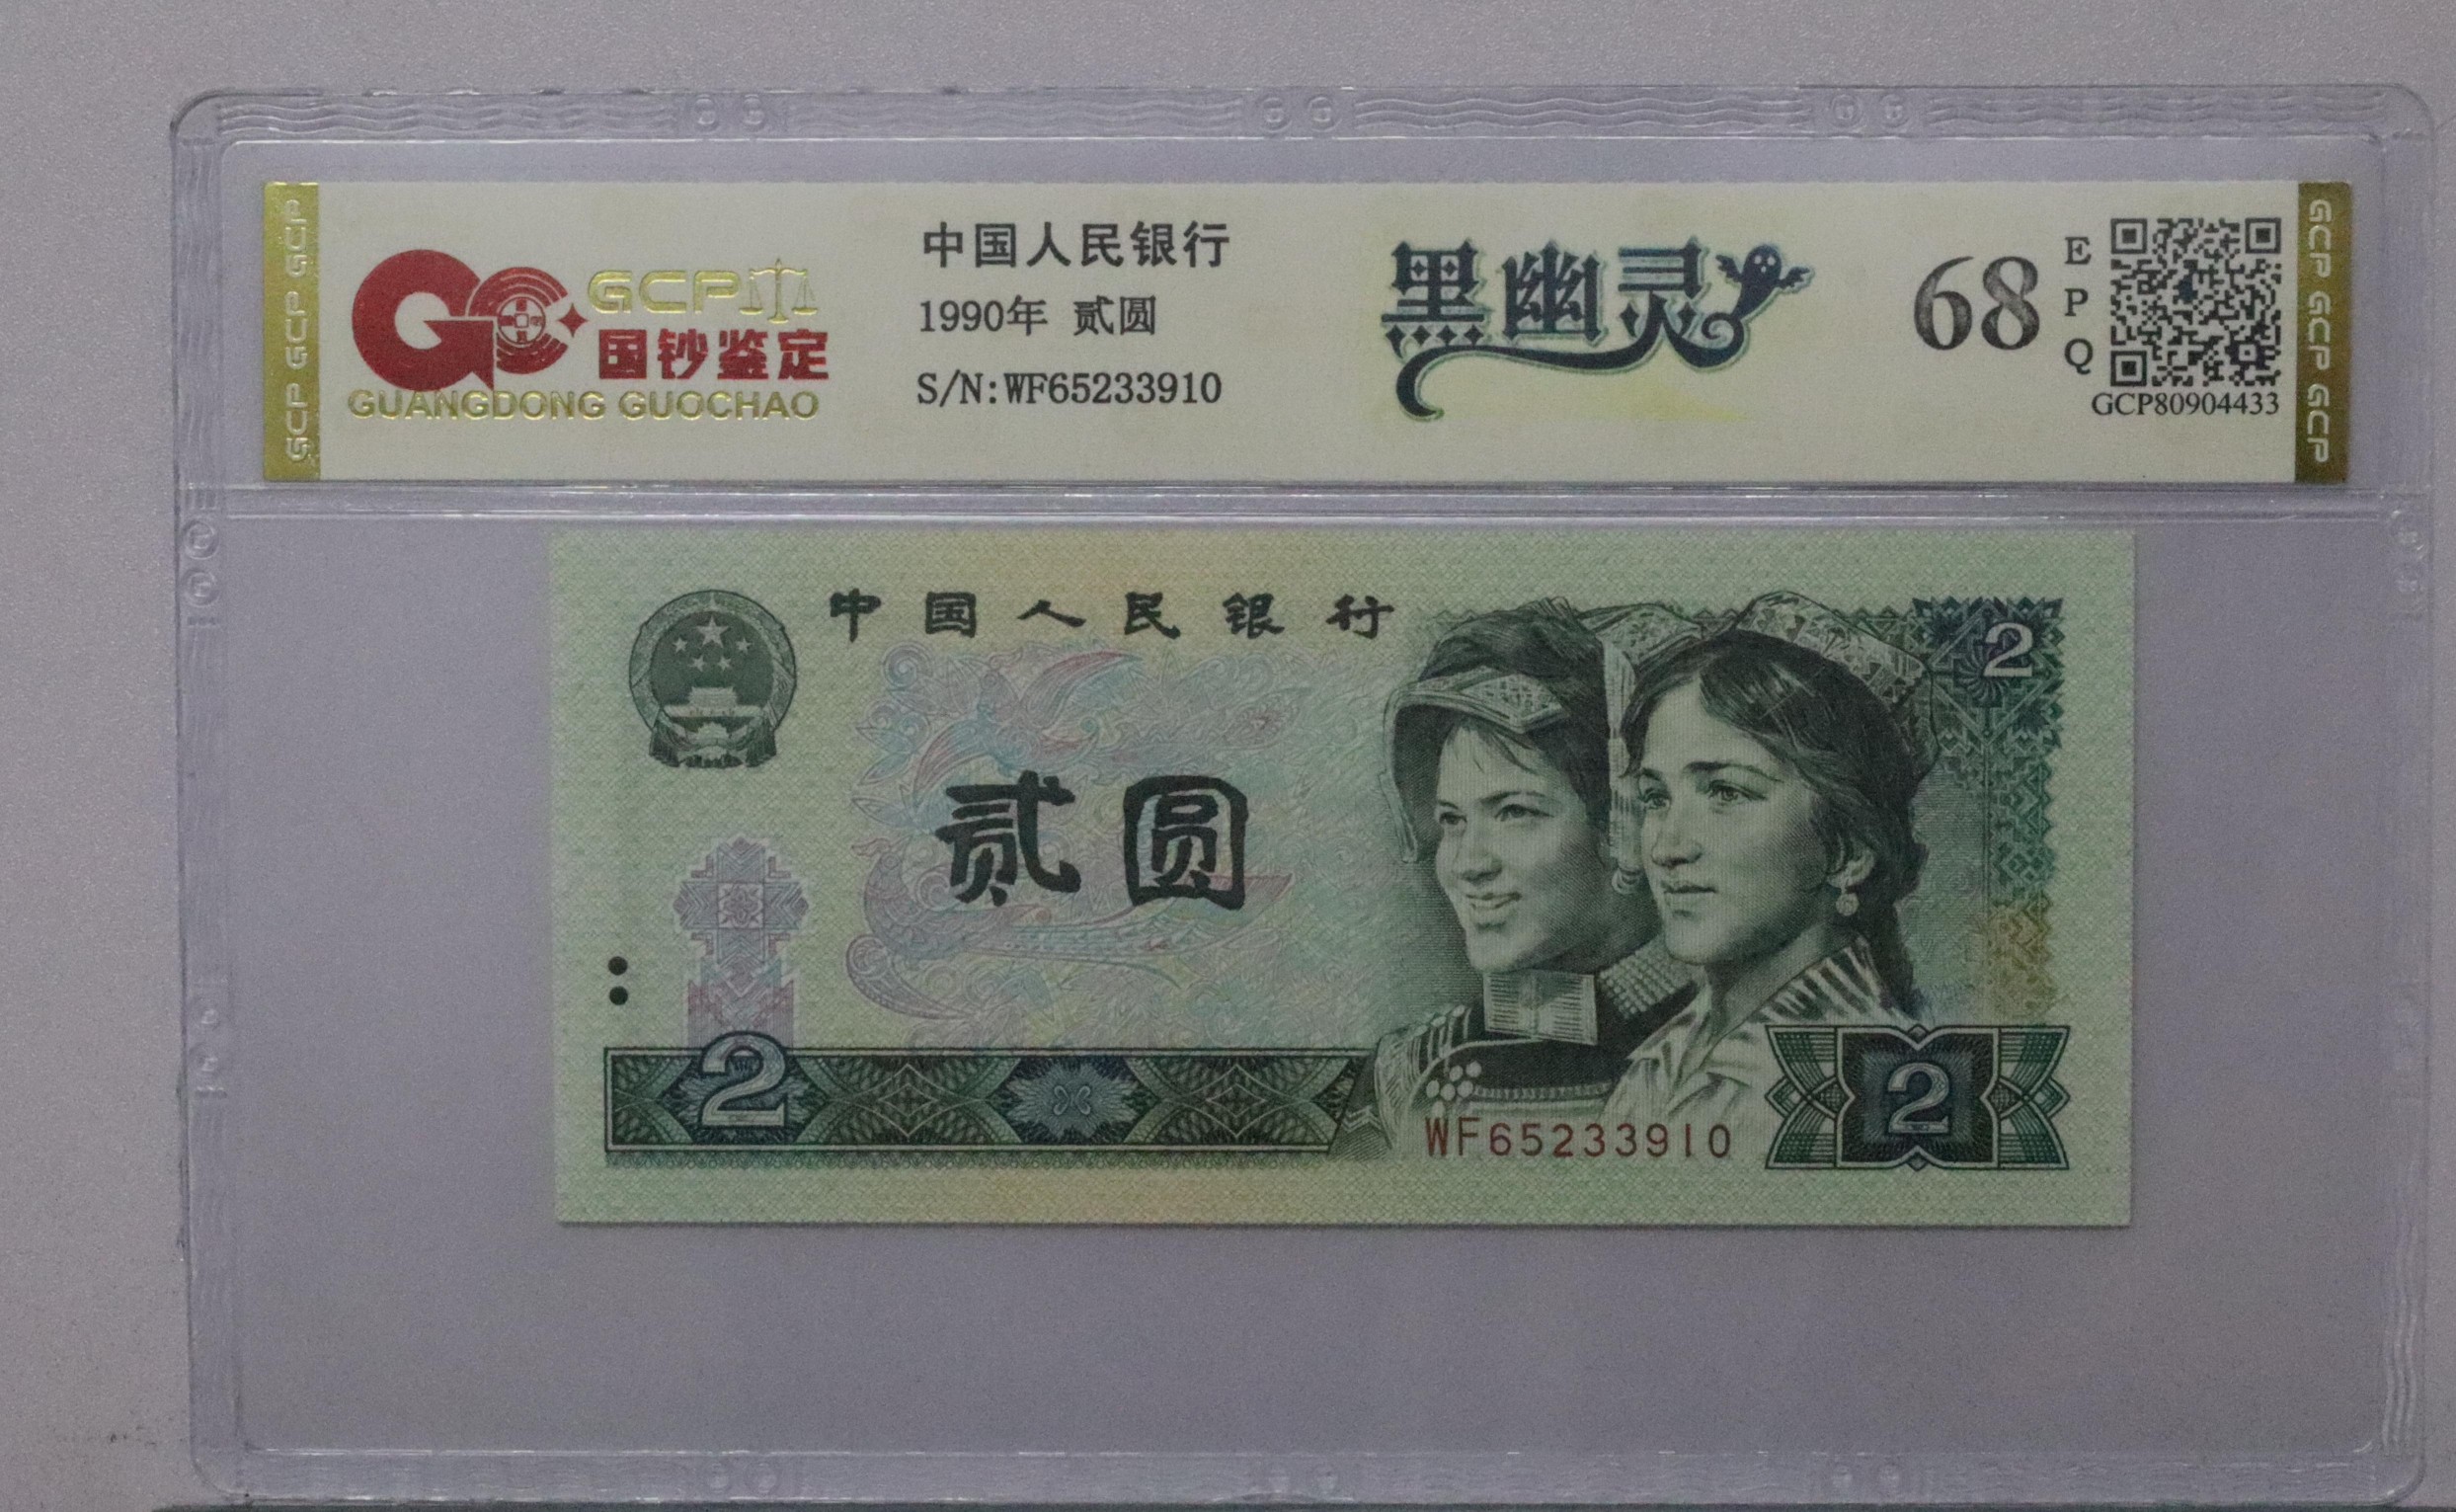 GCP GCP GCP
GCP
国钞鉴定
GUANGDONG GUOCHAO
中国人民银行
1990年 贰圆
S/N:WF65233910
黑幽灵
68
E
P
Q
GCP80904433
GCP GCP GCP
中国人民银行
2
贰圆
2
WF65233910
2